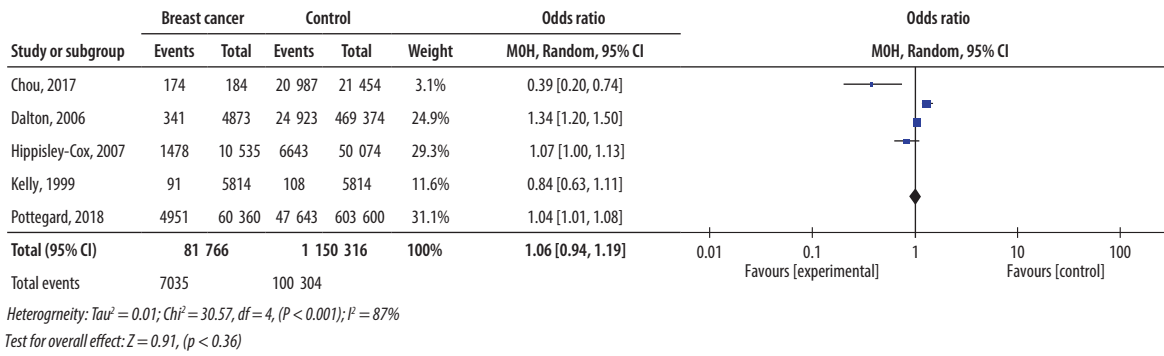 Breast cancer Control Odds ratio Odds ratio
Study or subgroup Events Total Events Total Weight MOH, Random, 95% CI MOH, Random, 95% CI
Chou, 2017 174 184 20 987 21 454 3.1% 0.39 [0.20, 0.74]
Dalton, 2006 341 4873 24 923 469 374 24.9% 1.34 [1.20, 1.50]
Hippisley-Cox, 2007 1478 10 535 6643 50 074 29.3% 1.07 [1.00, 1.13]
Kelly, 1999 91 5814 108 5814 11.6% 0.84 [0.63, 1.11]
Pottegard, 2018 4951 60 360 47 643 603 600 31.1% 1.04 [1.01, 1.08]
Total (95% CI) 81 766 1 150 316 100% 1.06 [0.94, 1.19] 0.01 0.1 1 10 100
Favours [experimental] Favours [control]
Total events 7035 100 304
Heterogrneity: Tau² = 0.01; Chi² = 30.57, df = 4, (P < 0.001); I² = 87%
Test for overall effect: Z = 0.91, (p < 0.36)